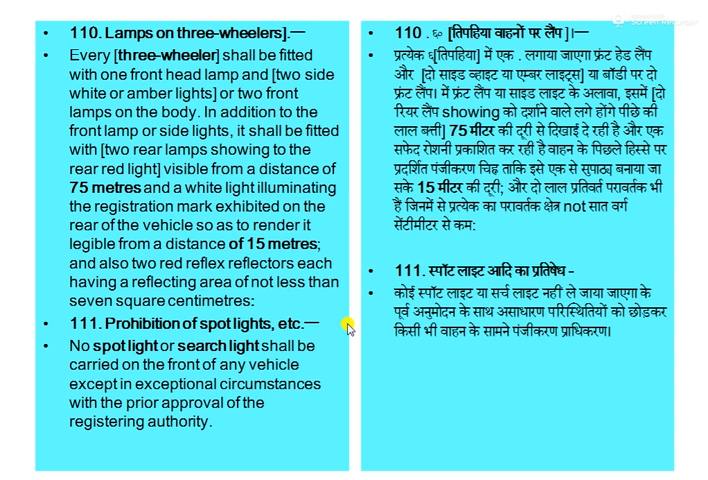 • 110. Lamps on three-wheelers].—
• Every [three-wheeler] shall be fitted
with one front head lamp and [two side
white or amber lights] or two front
lamps on the body. In addition to the
front lamp or side lights, it shall be fitted
with [two rear lamps showing to the
rear red light] visible from a distance of
75 metres and a white light illuminating
the registration mark exhibited on the
rear of the vehicle so as to render it
legible from a distance of 15 metres;
and also two red reflex reflectors each
having a reflecting area of not less than
seven square centimetres:
• 111. Prohibition of spot lights, etc.—
• No spot light or search light shall be
carried on the front of any vehicle
except in exceptional circumstances
with the prior approval of the
registering authority.
• 110 . ६० [तिपहिया वाहनों पर लैंप ]।—
• प्रत्येक ६[तिपहिया] में एक . लगाया जाएगा फ्रंट हेड लैंप
और [दो साइड व्हाइट या एम्बर लाइट्स] या बॉडी पर दो
फ्रंट लैंप। में फ्रंट लैंप या साइड लाइट के अलावा, इसमें [दो
रियर लैंप showing को दर्शाने वाले लगे होंगे पीछे की
लाल बत्ती] 75 मीटर की दूरी से दिखाई दे रही है और एक
सफेद रोशनी प्रकाशित कर रही है वाहन के पिछले हिस्से पर
प्रदर्शित पंजीकरण चिह्न ताकि इसे एक से सुपाठ्य बनाया जा
सके 15 मीटर की दूरी; और दो लाल प्रतिवर्त परावर्तक भी
हैं जिनमें से प्रत्येक का परावर्तक क्षेत्र not सात वर्ग
सेंटीमीटर से कम:
• 111. स्पॉट लाइट आदि का प्रतिषेध -
• कोई स्पॉट लाइट या सर्च लाइट नहीं ले जाया जाएगा के
पूर्व अनुमोदन के साथ असाधारण परिस्थितियों को छोड़कर
किसी भी वाहन के सामने पंजीकरण प्राधिकरण।